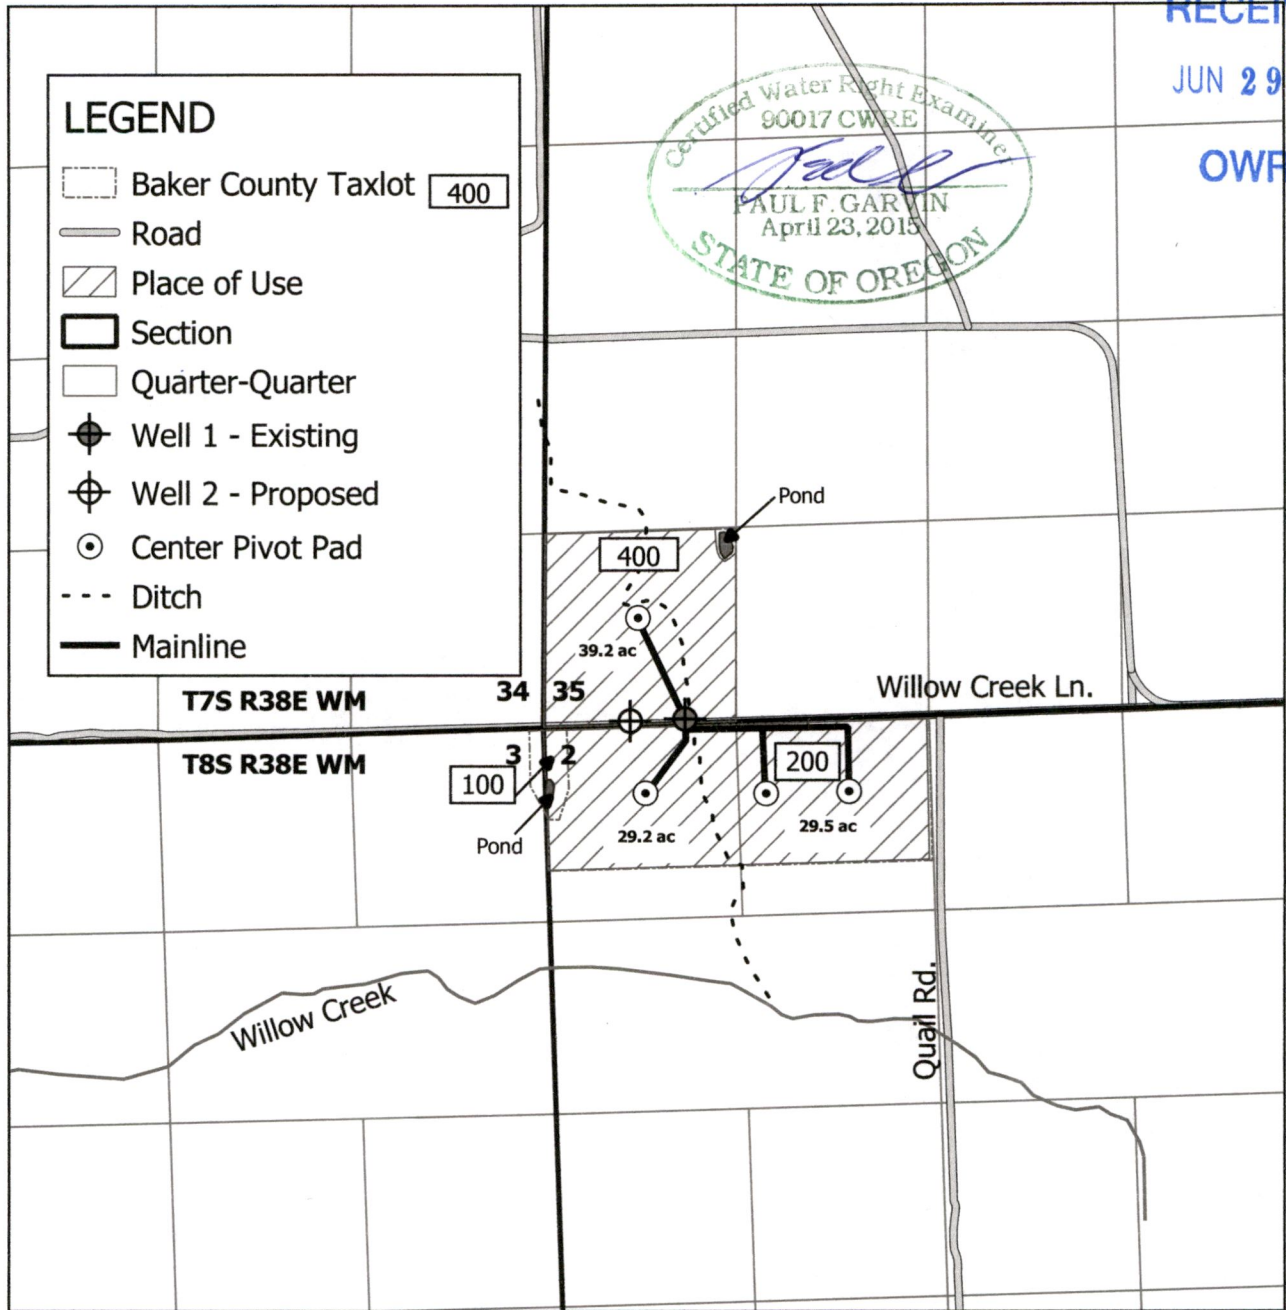 RECEI
JUN 29
OWR
LEGEND
Baker County Taxlot 400
Road
Place of Use
Section
Quarter-Quarter
Well 1 - Existing
Well 2 - Proposed
Center Pivot Pad
Ditch
Mainline
Certified Water Right Examiner
90017 CWRE
PAUL F. GARVIN
April 23, 2015
STATE OF OREGON
Pond
400
39.2 ac
T7S R38E WM
34 35
Willow Creek Ln.
T8S R38E WM
3 2
100
200
Pond
29.2 ac
29.5 ac
Willow Creek
Quail Rd.